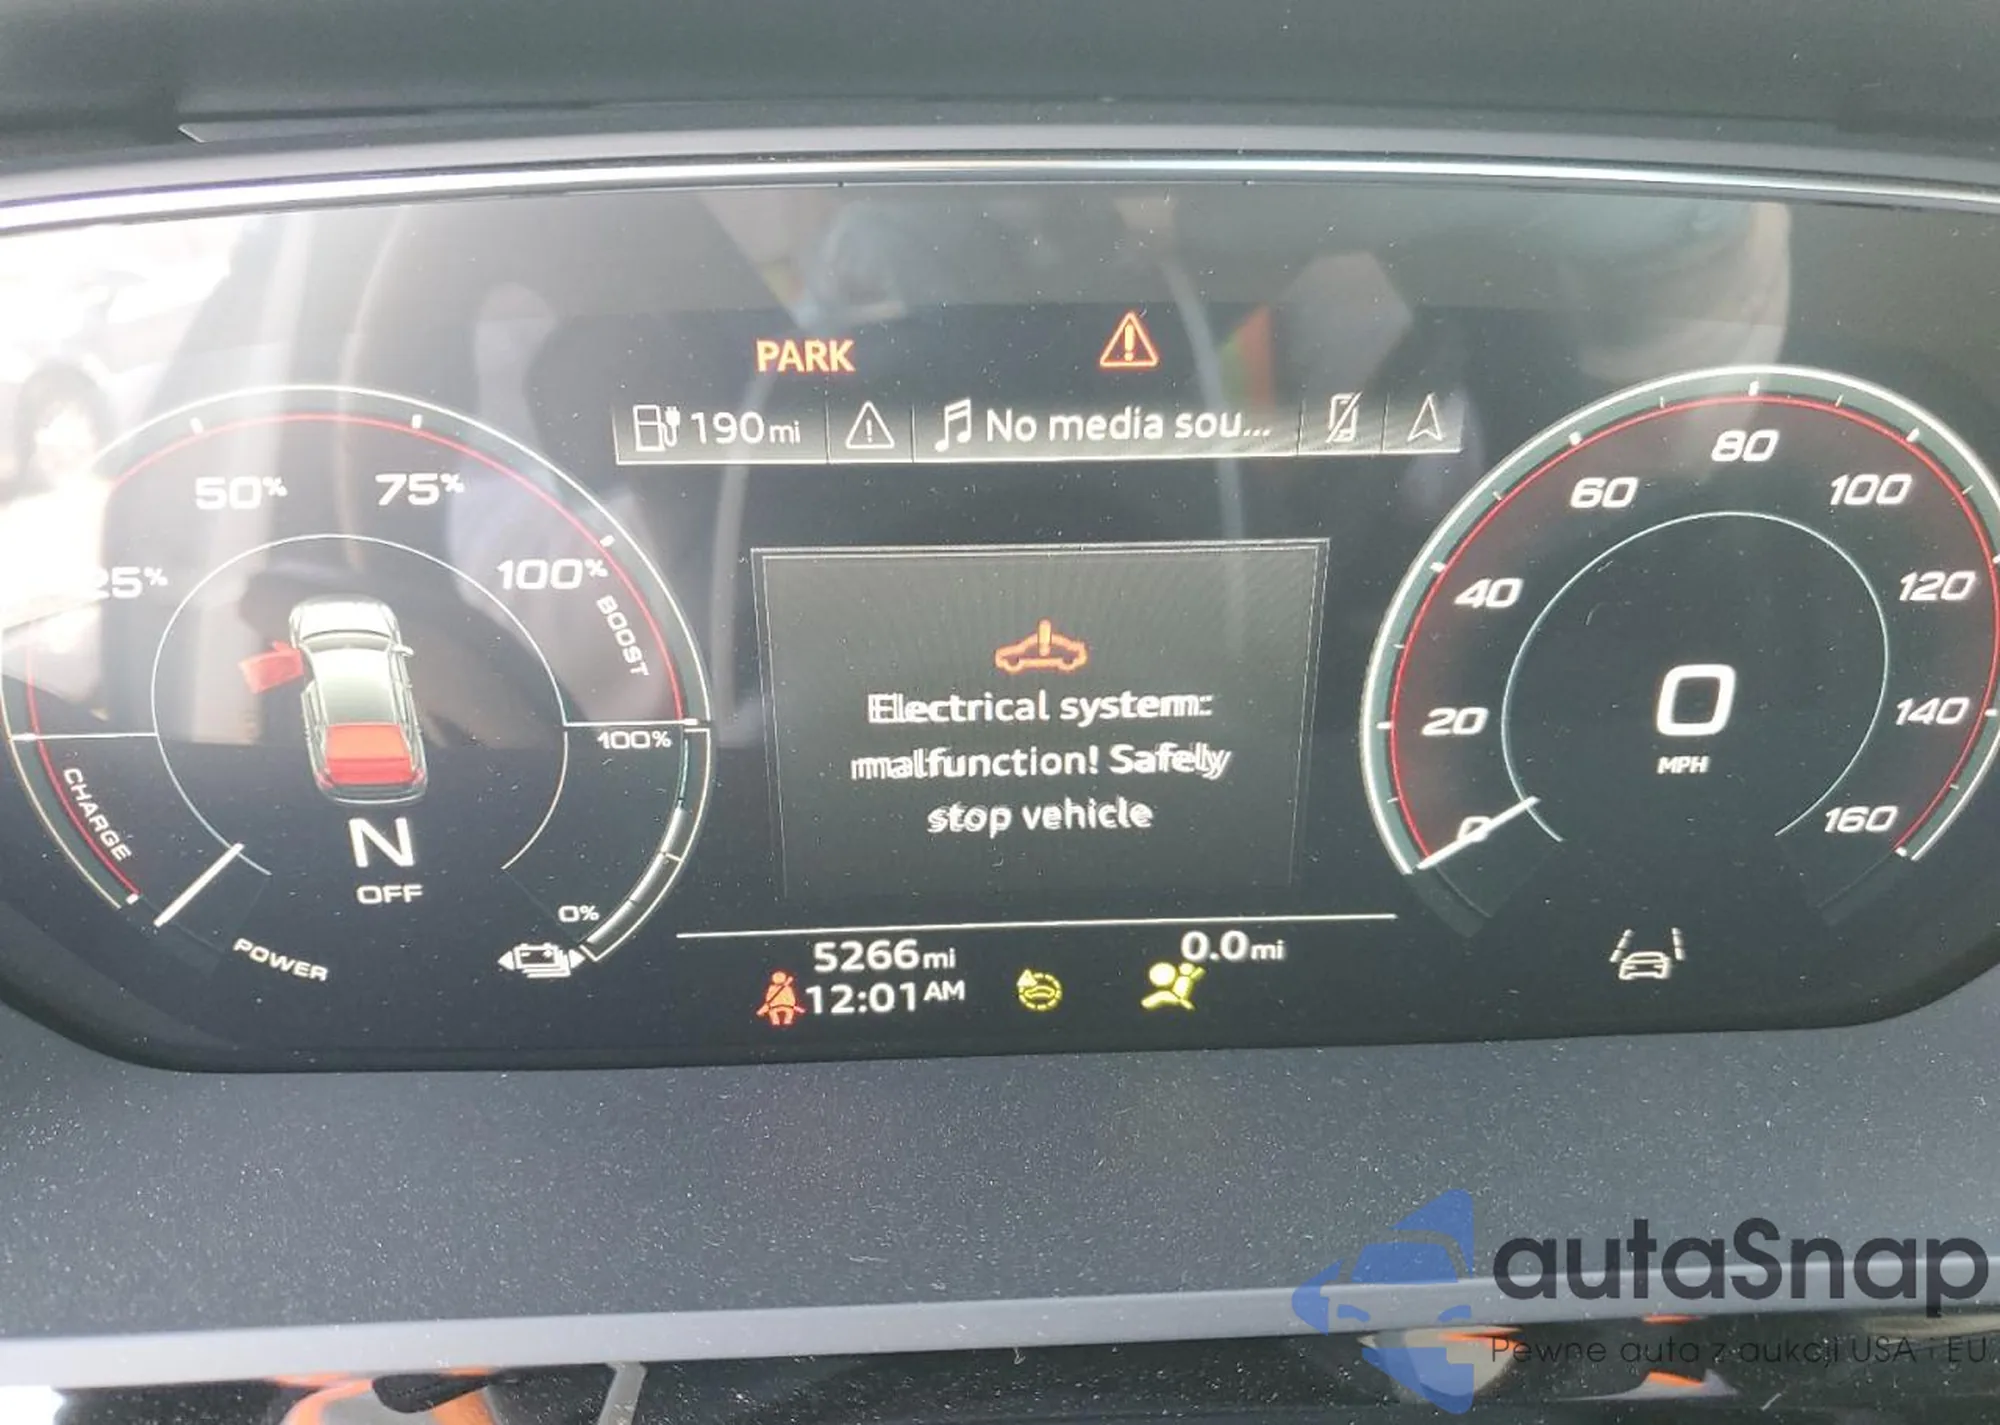 PARK
190mi
No media sou...
50%
75%
25%
100%
BOOST
100%
CHARGE
N
OFF
0%
POWER
Electrical system:
malfunction! Safely
stop vehicle
0
20
40
60
80
100
120
140
160
0
MPH
5266mi
0.0mi
12:01AM
autaSnap
Pewne auta z aukcji USA i EU